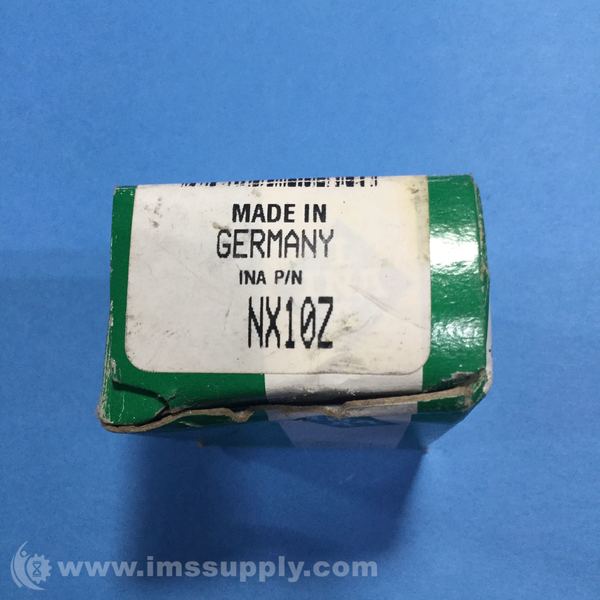 MADE IN
GERMANY
INA P/N
NX10Z
www.imssupply.com